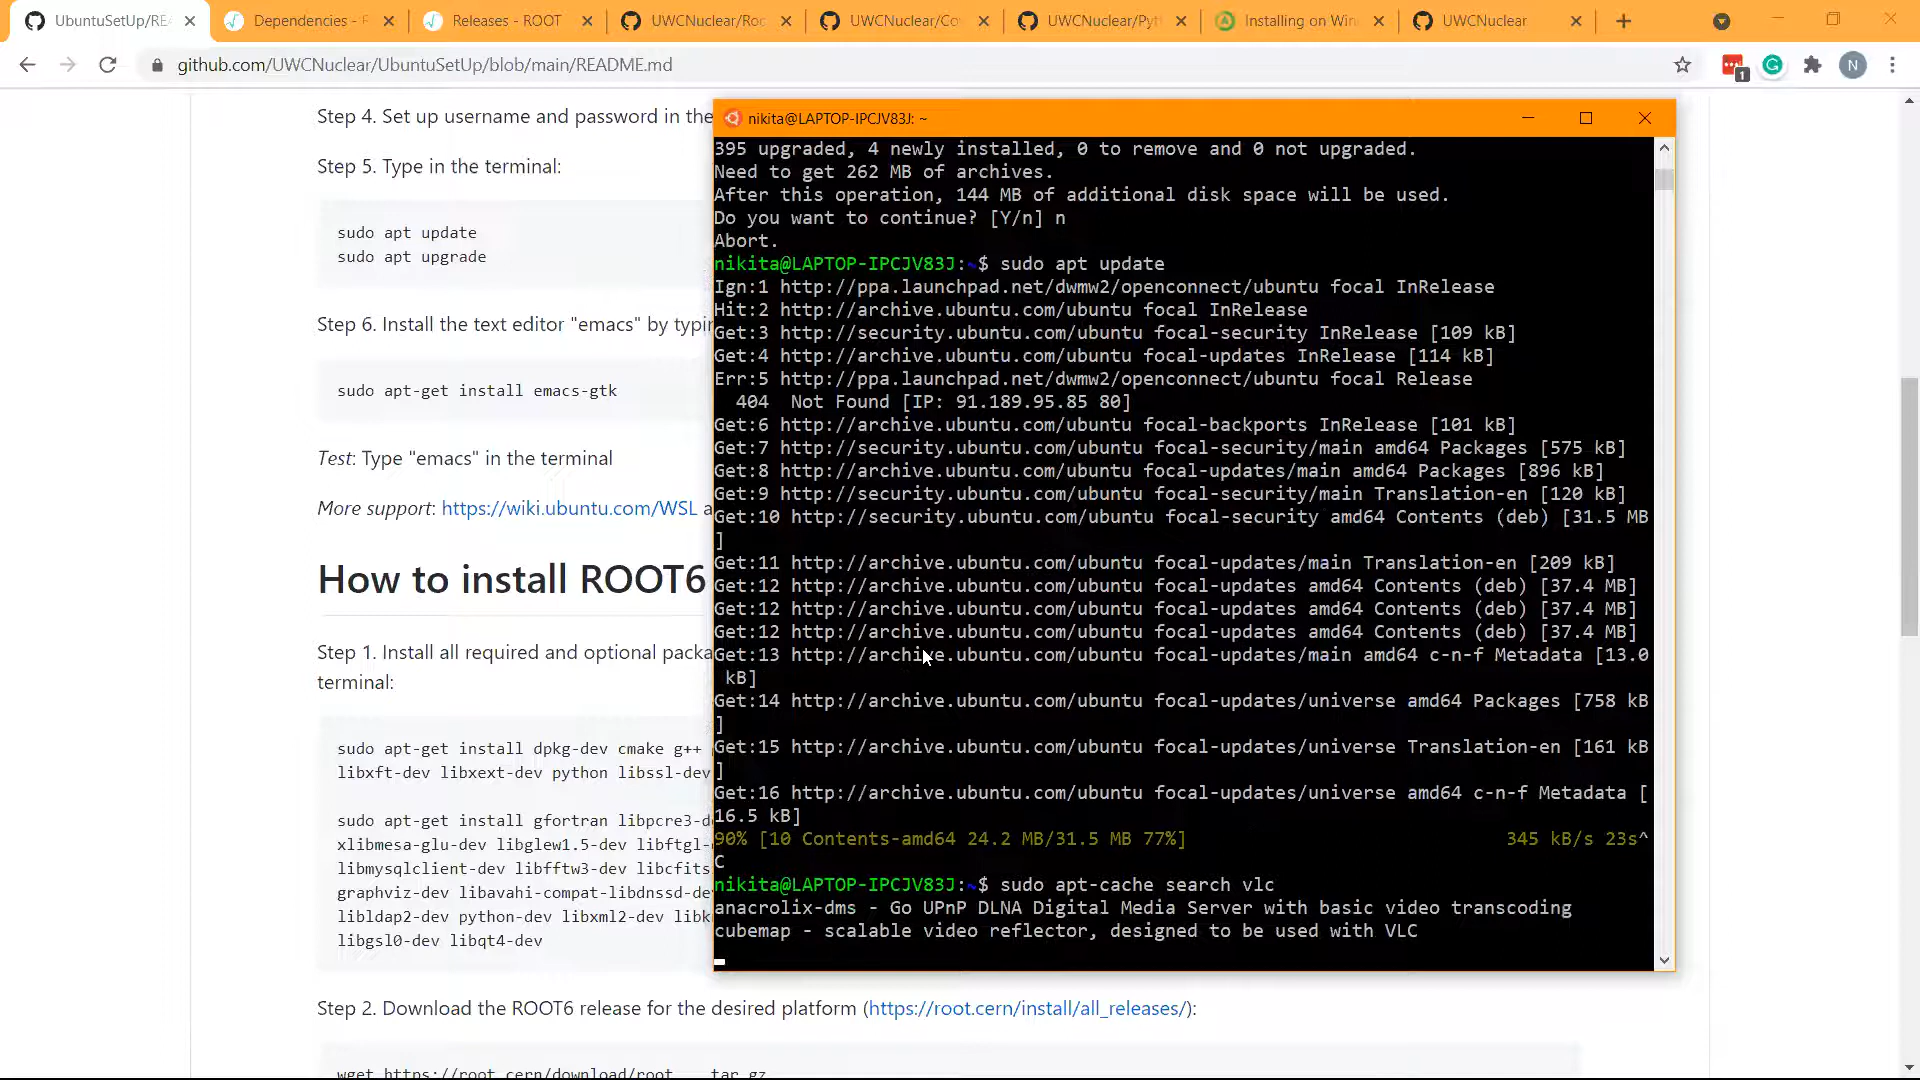 UbuntuSetUp/REA
Dependencies - R
Releases - ROOT
UWCNuclear/Roo
UWCNuclear/Co
UWCNuclear/Pyt
Installing on Win
UWCNuclear
github.com/UWCNuclear/UbuntuSetUp/blob/main/README.md
1
N
Step 4. Set up username and password in the
Step 5. Type in the terminal:
sudo apt update
sudo apt upgrade
Step 6. Install the text editor "emacs" by typin
sudo apt-get install emacs-gtk
Test: Type "emacs" in the terminal
More support: https://wiki.ubuntu.com/WSL a
How to install ROOT6
Step 1. Install all required and optional packa
terminal:
sudo apt-get install dpkg-dev cmake g++
libxft-dev libxext-dev python libssl-dev
sudo apt-get install gfortran libpcre3-d
xlibmesa-glu-dev libglew1.5-dev libftgl-
libmysqlclient-dev libfftw3-dev libcfits
graphviz-dev libavahi-compat-libdnssd-de
libldap2-dev python-dev libxml2-dev libk
libgsl0-dev libqt4-dev
Step 2. Download the ROOT6 release for the desired platform (https://root.cern/install/all_releases/):
wget https://root.cern/download/root tar gz
nikita@LAPTOP-IPCJV83J: ~
395 upgraded, 4 newly installed, 0 to remove and 0 not upgraded.
Need to get 262 MB of archives.
After this operation, 144 MB of additional disk space will be used.
Do you want to continue? [Y/n] n
Abort.
nikita@LAPTOP-IPCJV83J:~$ sudo apt update
Ign:1 http://ppa.launchpad.net/dwmw2/openconnect/ubuntu focal InRelease
Hit:2 http://archive.ubuntu.com/ubuntu focal InRelease
Get:3 http://security.ubuntu.com/ubuntu focal-security InRelease [109 kB]
Get:4 http://archive.ubuntu.com/ubuntu focal-updates InRelease [114 kB]
Err:5 http://ppa.launchpad.net/dwmw2/openconnect/ubuntu focal Release
404 Not Found [IP: 91.189.95.85 80]
Get:6 http://archive.ubuntu.com/ubuntu focal-backports InRelease [101 kB]
Get:7 http://security.ubuntu.com/ubuntu focal-security/main amd64 Packages [575 kB]
Get:8 http://archive.ubuntu.com/ubuntu focal-updates/main amd64 Packages [896 kB]
Get:9 http://security.ubuntu.com/ubuntu focal-security/main Translation-en [120 kB]
Get:10 http://security.ubuntu.com/ubuntu focal-security amd64 Contents (deb) [31.5 MB
]
Get:11 http://archive.ubuntu.com/ubuntu focal-updates/main Translation-en [209 kB]
Get:12 http://archive.ubuntu.com/ubuntu focal-updates amd64 Contents (deb) [37.4 MB]
Get:12 http://archive.ubuntu.com/ubuntu focal-updates amd64 Contents (deb) [37.4 MB]
Get:12 http://archive.ubuntu.com/ubuntu focal-updates amd64 Contents (deb) [37.4 MB]
Get:13 http://archive.ubuntu.com/ubuntu focal-updates/main amd64 c-n-f Metadata [13.0
kB]
Get:14 http://archive.ubuntu.com/ubuntu focal-updates/universe amd64 Packages [758 kB
]
Get:15 http://archive.ubuntu.com/ubuntu focal-updates/universe Translation-en [161 kB
]
Get:16 http://archive.ubuntu.com/ubuntu focal-updates/universe amd64 c-n-f Metadata [
16.5 kB]
90% [10 Contents-amd64 24.2 MB/31.5 MB 77%] 345 kB/s 23s^
C
nikita@LAPTOP-IPCJV83J:~$ sudo apt-cache search vlc
anacrolix-dms - Go UPnP DLNA Digital Media Server with basic video transcoding
cubemap - scalable video reflector, designed to be used with VLC